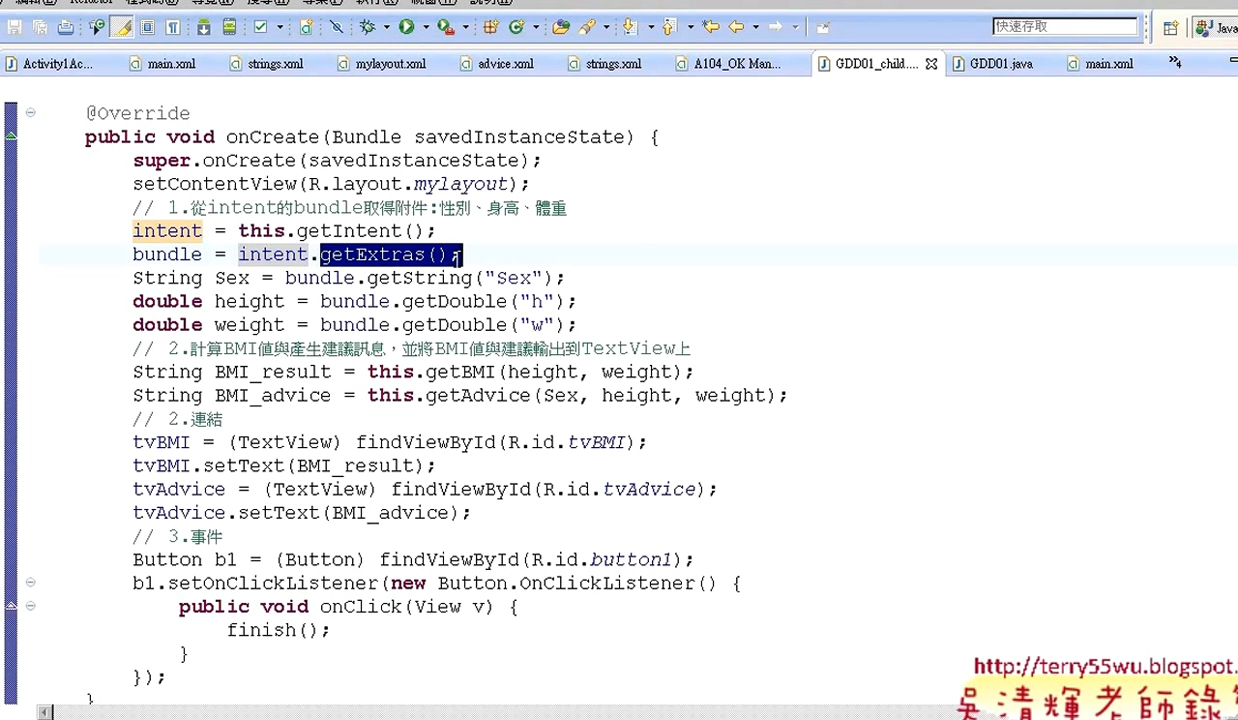 快速存取
Java
Activity1Ac...
main.xml
strings.xml
mylayout.xml
advice.xml
strings.xml
A104_OK Man...
GDD01_child....
GDD01.java
main.xml
4
@Override
public void onCreate(Bundle savedInstanceState) {
super.onCreate(savedInstanceState);
setContentView(R.layout.mylayout);
// 1.從intent的bundle取得附件:性別、身高、體重
intent = this.getIntent();
bundle = intent.getExtras();
String Sex = bundle.getString("Sex");
double height = bundle.getDouble("h");
double weight = bundle.getDouble("w");
// 2.計算BMI值與產生建議訊息，並將BMI值與建議輸出到TextView上
String BMI_result = this.getBMI(height, weight);
String BMI_advice = this.getAdvice(Sex, height, weight);
// 2.連結
tvBMI = (TextView) findViewById(R.id.tvBMI);
tvBMI.setText(BMI_result);
tvAdvice = (TextView) findViewById(R.id.tvAdvice);
tvAdvice.setText(BMI_advice);
// 3.事件
Button b1 = (Button) findViewById(R.id.button1);
b1.setOnClickListener(new Button.OnClickListener() {
public void onClick(View v) {
finish();
}
});
}
http://terry55wu.blogspot.
吳清輝老師錄